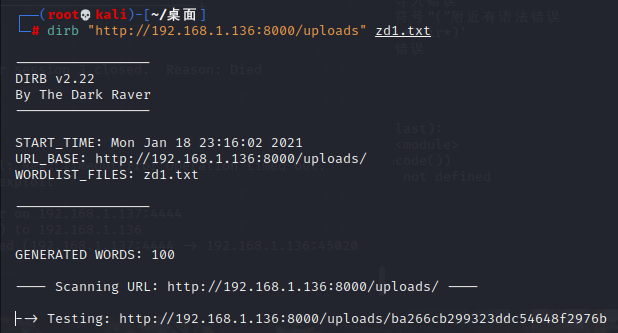 (root💀kali)-[~/桌面]
# dirb "http://192.168.1.136:8000/uploads" zd1.txt
-----------------
DIRB v2.22
By The Dark Raver
-----------------
START_TIME: Mon Jan 18 23:16:02 2021
URL_BASE: http://192.168.1.136:8000/uploads/
WORDLIST_FILES: zd1.txt
-----------------
GENERATED WORDS: 100
---- Scanning URL: http://192.168.1.136:8000/uploads/ ----
--> Testing: http://192.168.1.136:8000/uploads/ba266cb299323ddc54648f2976b